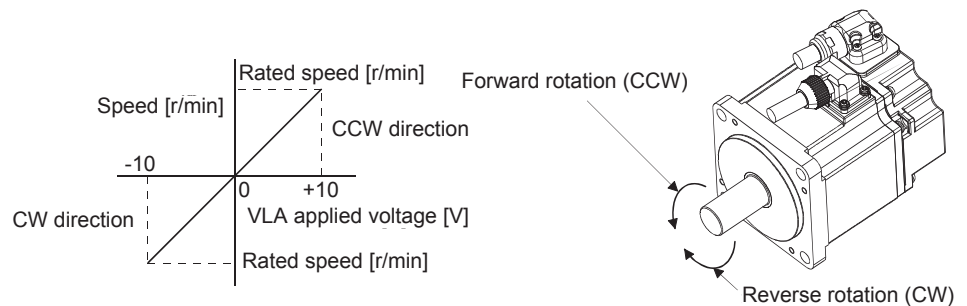 Rated speed [r/min]
Speed [r/min]
CCW direction
-10
0
+10
CW direction
VLA applied voltage [V]
Rated speed [r/min]
Forward rotation (CCW)
Reverse rotation (CW)